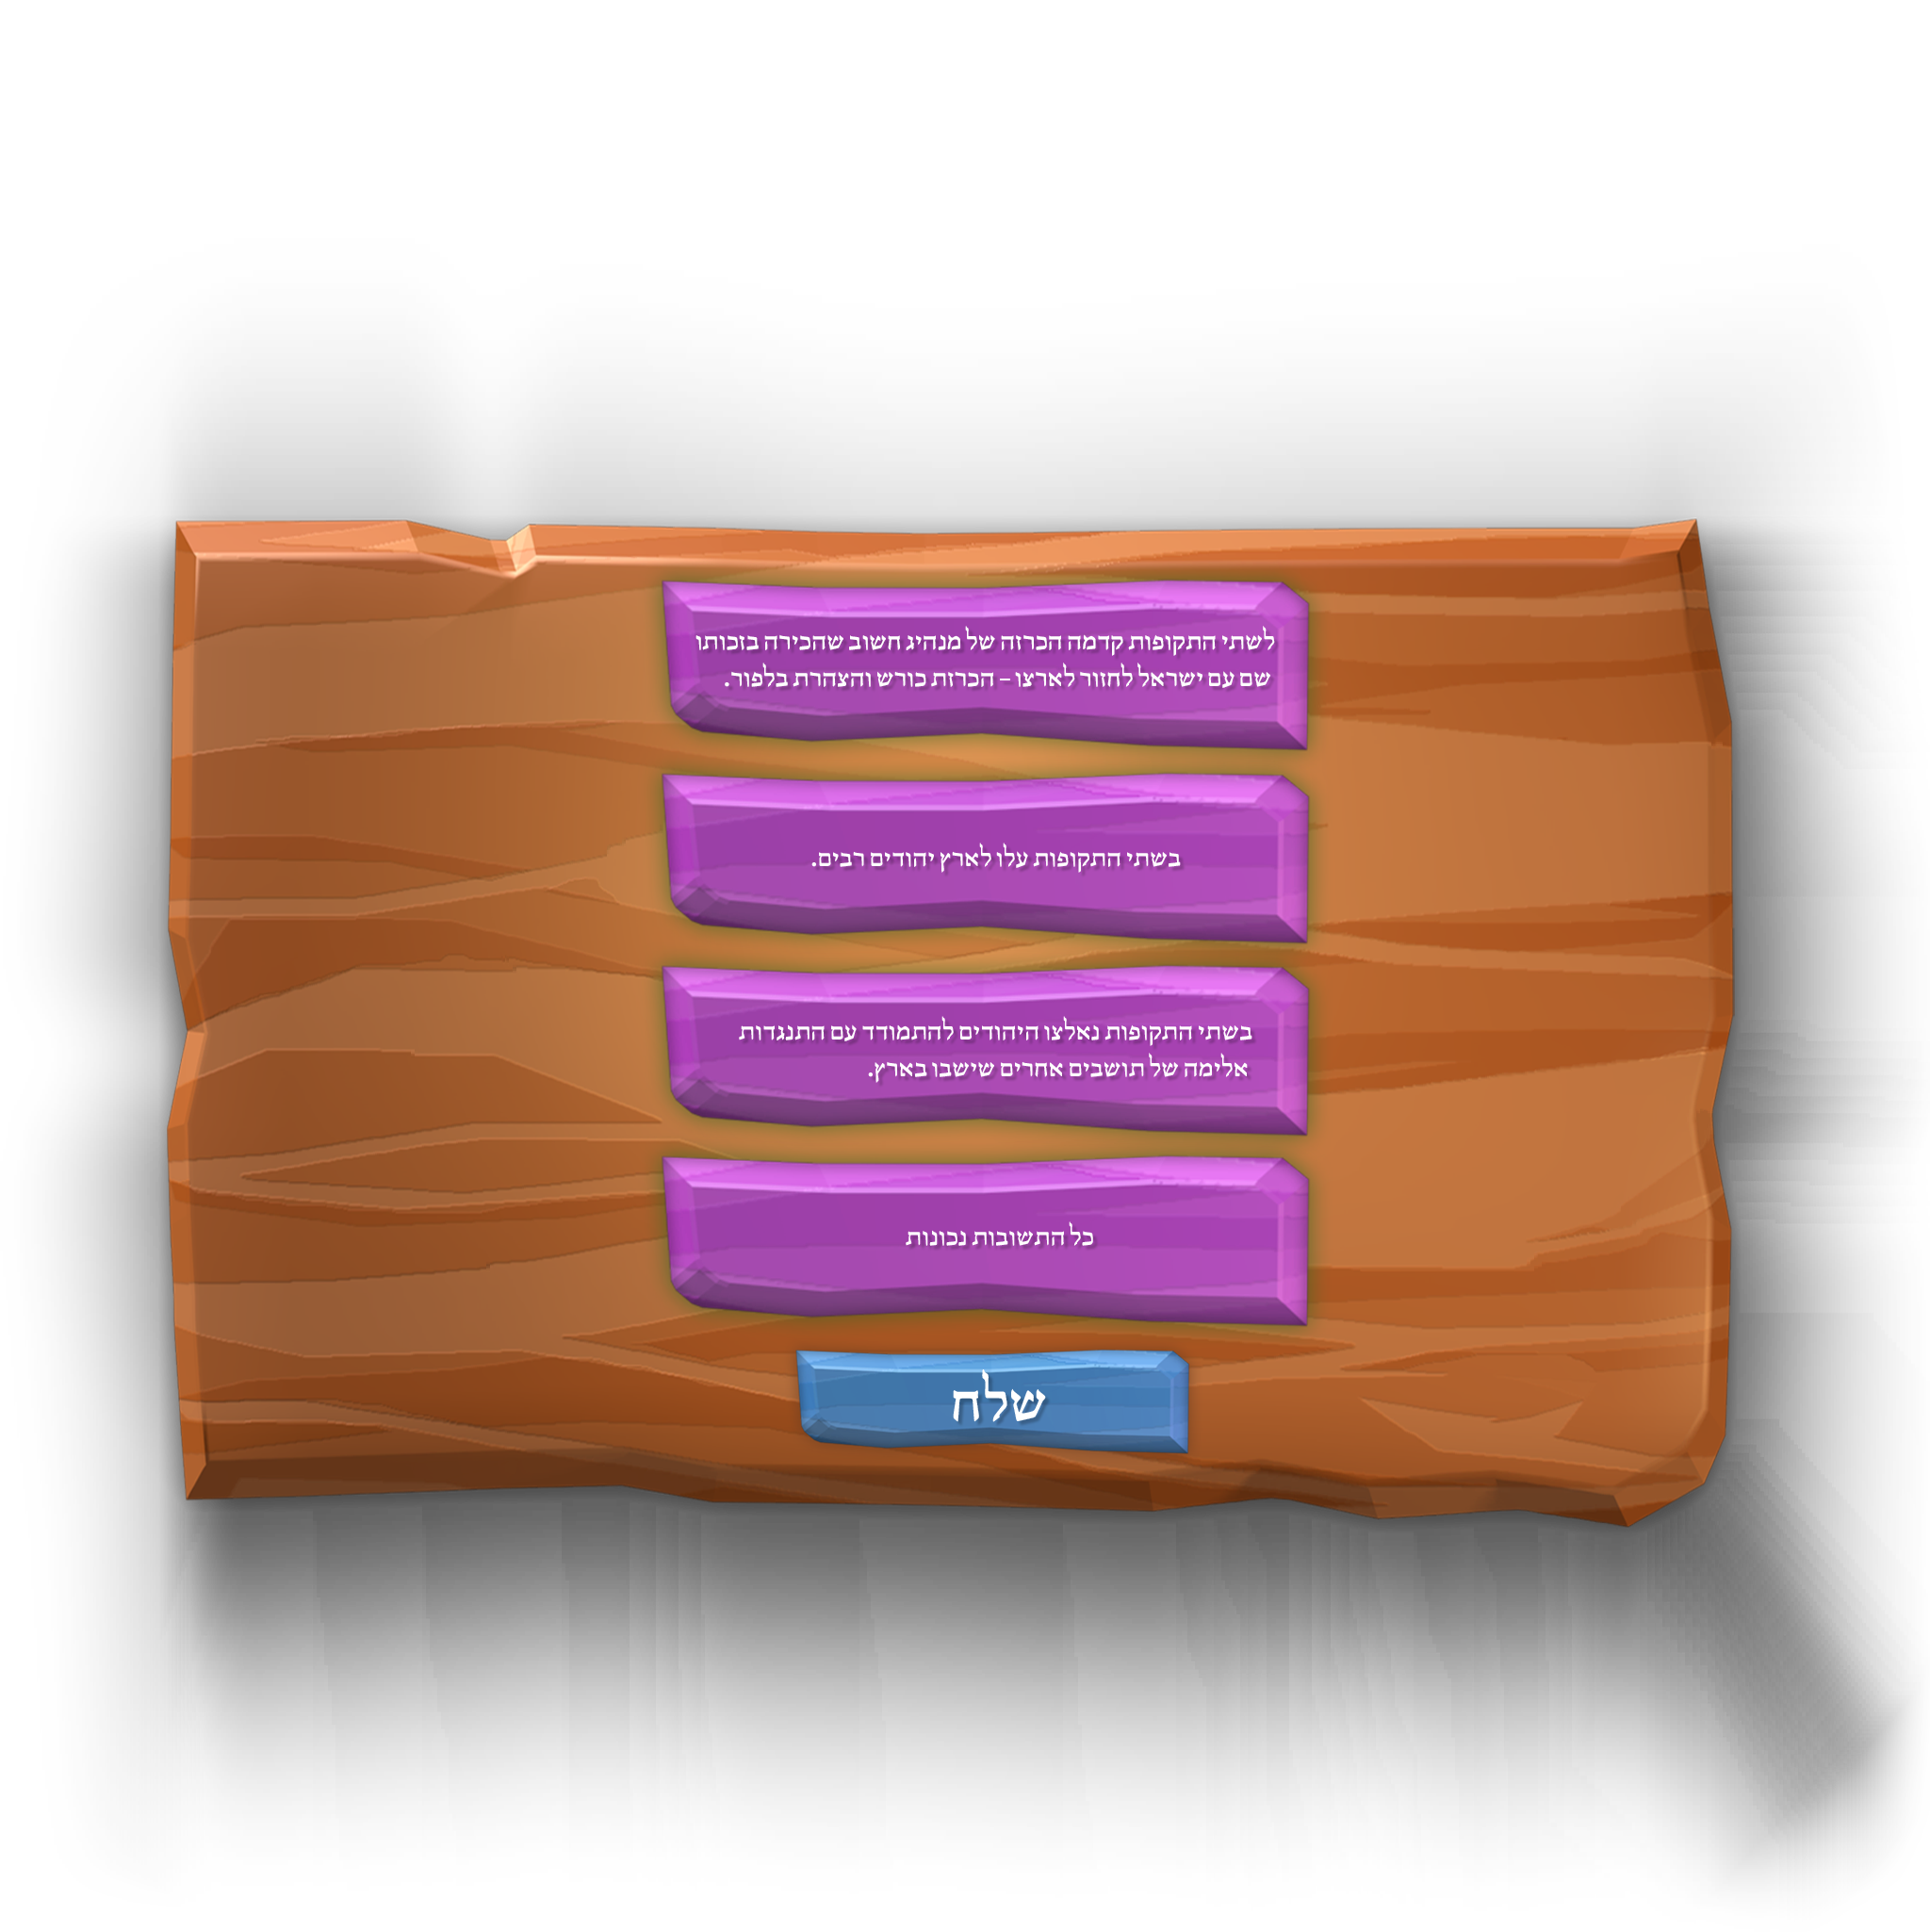 לשתי התקופות קדמה הכרזה של מנהיג חשוב שהכירה בזכותו
שם עם ישראל לחזור לארצו – הכרזת כורש והצהרת בלפור.
בשתי התקופות עלו לארץ יהודים רבים.
בשתי התקופות נאלצו היהודים להתמודד עם התנגדות
אלימה של תושבים אחרים שישבו בארץ.
כל התשובות נכונות
שלח